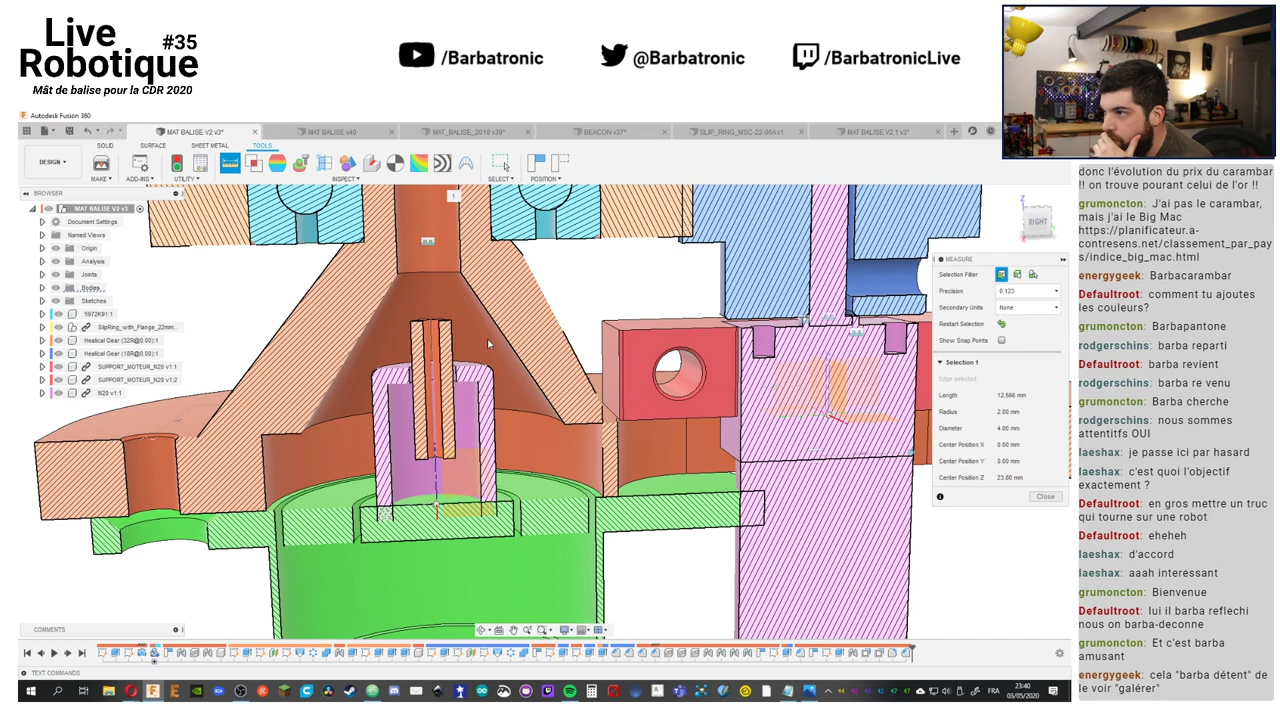 Live
Robotique
#35
Mât de balise pour la CDR 2020
/Barbatronic
@Barbatronic
/BarbatronicLive
Autodesk Fusion 360
MAT BALISE V2 v3*
MAT BALISE v40
MAT_BALISE_2019 v39*
BEACON v37*
SLIP_RING_MSC-22-06A v1
MAT BALISE V2.1 v3*
SOLID
SURFACE
SHEET METAL
TOOLS
DESIGN
MAKE
ADD-INS
UTILITY
INSPECT
SELECT
POSITION
BROWSER
MAT BALISE V2 v3
Document Settings
Named Views
Origin
Analysis
Joints
Bodies
Sketches
5972K91:1
SlipRing_with_Flange_22mm...
Healical Gear (32R@0.00):1
Healical Gear (18R@0.00):1
SUPPORT_MOTEUR_N20 v1:1
SUPPORT_MOTEUR_N20 v1:2
N20 v1:1
1
Z
RIGHT
MEASURE
Selection Filter
Precision
0.123
Secondary Units
None
Restart Selection
Show Snap Points
Selection 1
Edge selected
Length
12.566 mm
Radius
2.00 mm
Diameter
4.00 mm
Center Position X
0.00 mm
Center Position Y
0.00 mm
Center Position Z
23.80 mm
Close
donc l'évolution du prix du carambar
!! on trouve pourant celui de l'or !!
grumoncton: J'ai pas le carambar,
mais j'ai le Big Mac
https://planificateur.a-
contresens.net/classement_par_pay
s/indice_big_mac.html
energygeek: Barbacarambar
Defaultroot: comment tu ajoutes
les couleurs?
grumoncton: Barbapantone
rodgerschins: barba reparti
Defaultroot: barba revient
rodgerschins: barba re venu
grumoncton: Barba cherche
rodgerschins: nous sommes
attentitfs OUI
laeshax: je passe ici par hasard
laeshax: c'est quoi l'objectif
exactement ?
Defaultroot: en gros mettre un truc
qui tourne sur une robot
Defaultroot: eheheh
laeshax: d'accord
laeshax: aaah interessant
grumoncton: Bienvenue
Defaultroot: lui il barba reflechi
nous on barba-deconne
grumoncton: Et c'est barba
amusant
energygeek: cela "barba détent" de
le voir "galérer"
COMMENTS
TEXT COMMANDS
FRA
23:40
03/05/2020